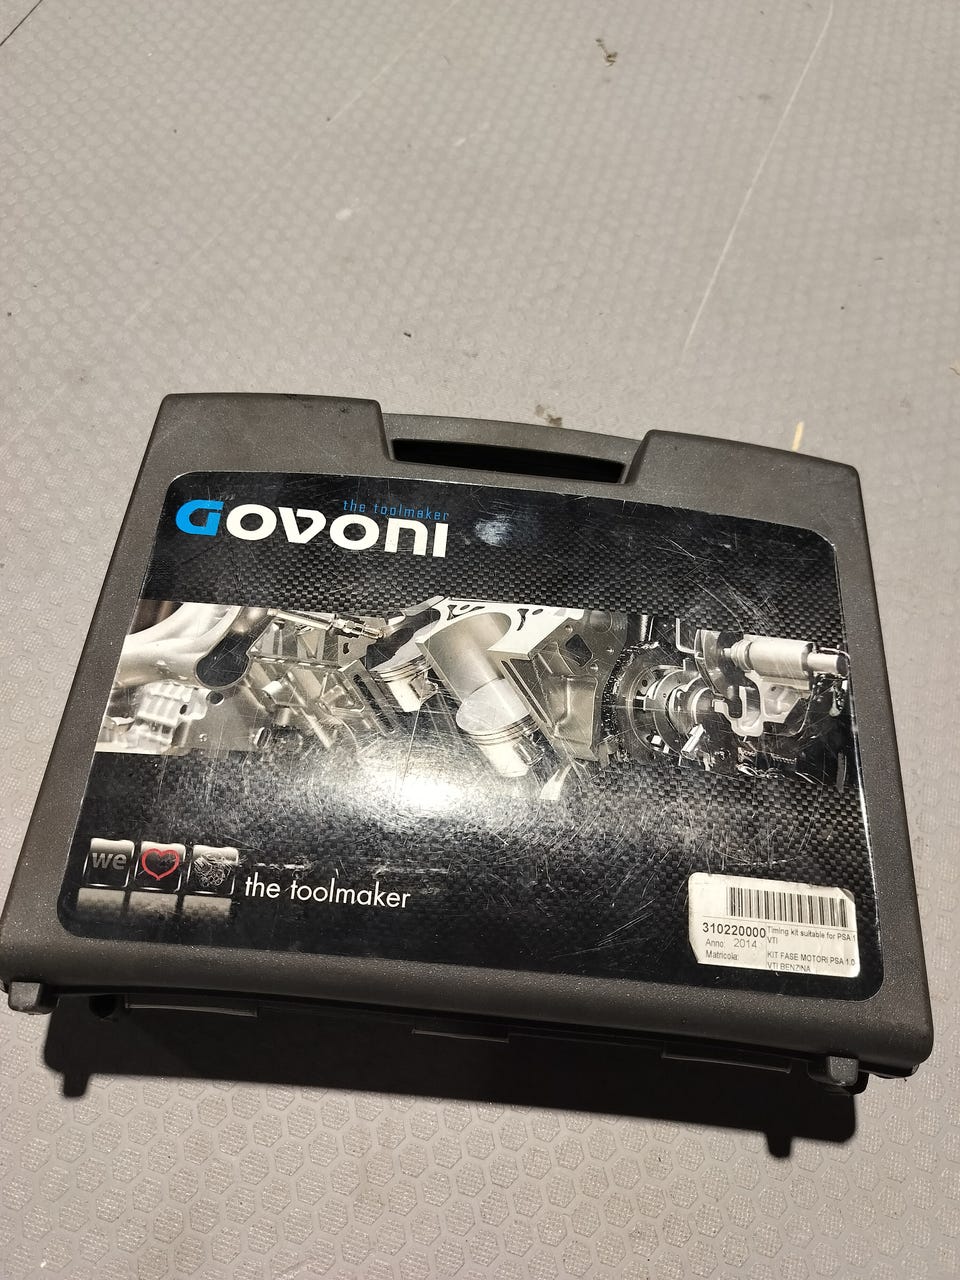 the toolmaker
GOVONI
we
the toolmaker
310220000
Timing kit suitable for PSA 1
VTI
Anno: 2014
Matricola:
KIT FASE MOTORI PSA 1.0
VTI BENZINA